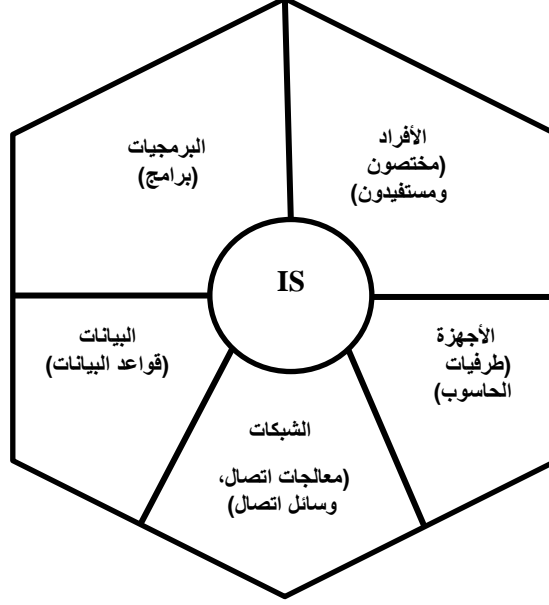 الأفراد
(مختصون
ومستفيدون)
البرمجيات
(برامج)
IS
الأجهزة
(طرفيات
الحاسوب)
البيانات
(قواعد البيانات)
الشبكات
(معالجات اتصال،
وسائل اتصال)